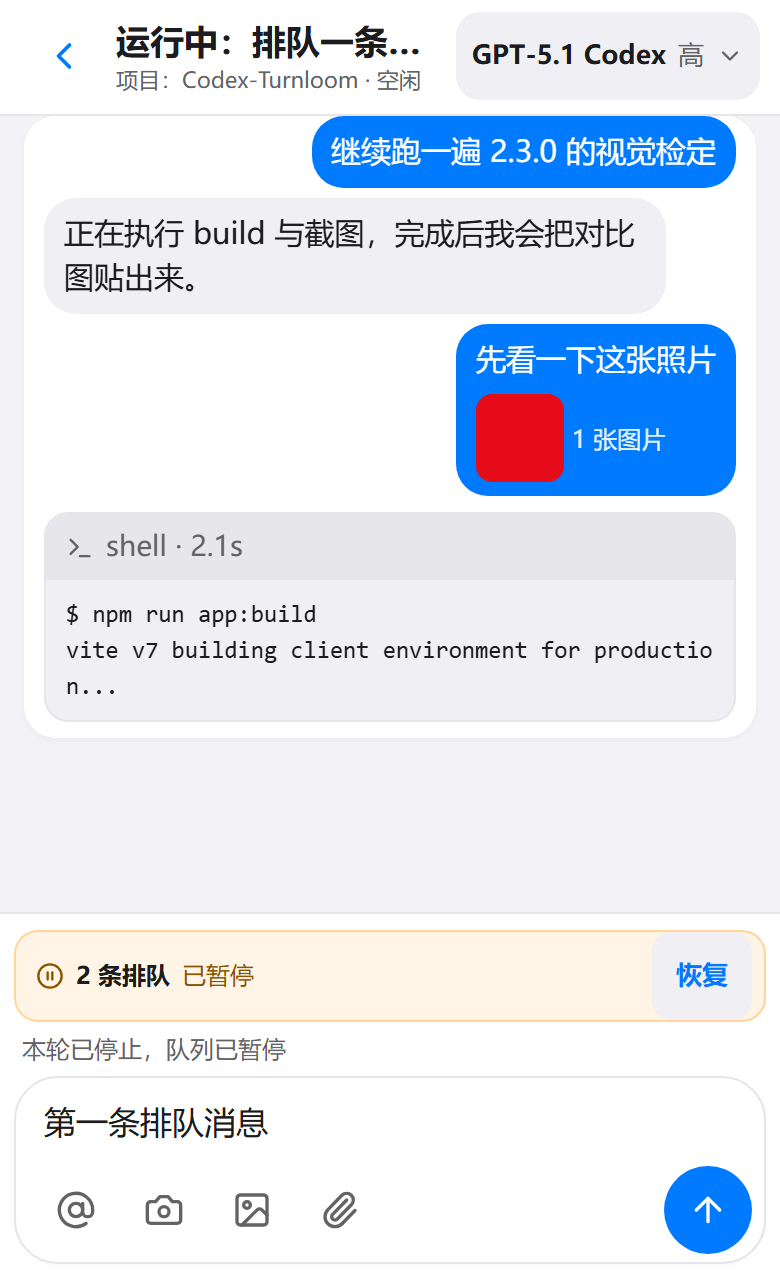 运行中：排队一条...
项目：Codex-Turnloom · 空闲
GPT-5.1 Codex 高
继续跑一遍 2.3.0 的视觉检定
正在执行 build 与截图，完成后我会把对比
图贴出来。
先看一下这张照片
1 张图片
shell · 2.1s
$ npm run app:build
vite v7 building client environment for productio
n...
2 条排队 已暂停
恢复
本轮已停止，队列已暂停
第一条排队消息